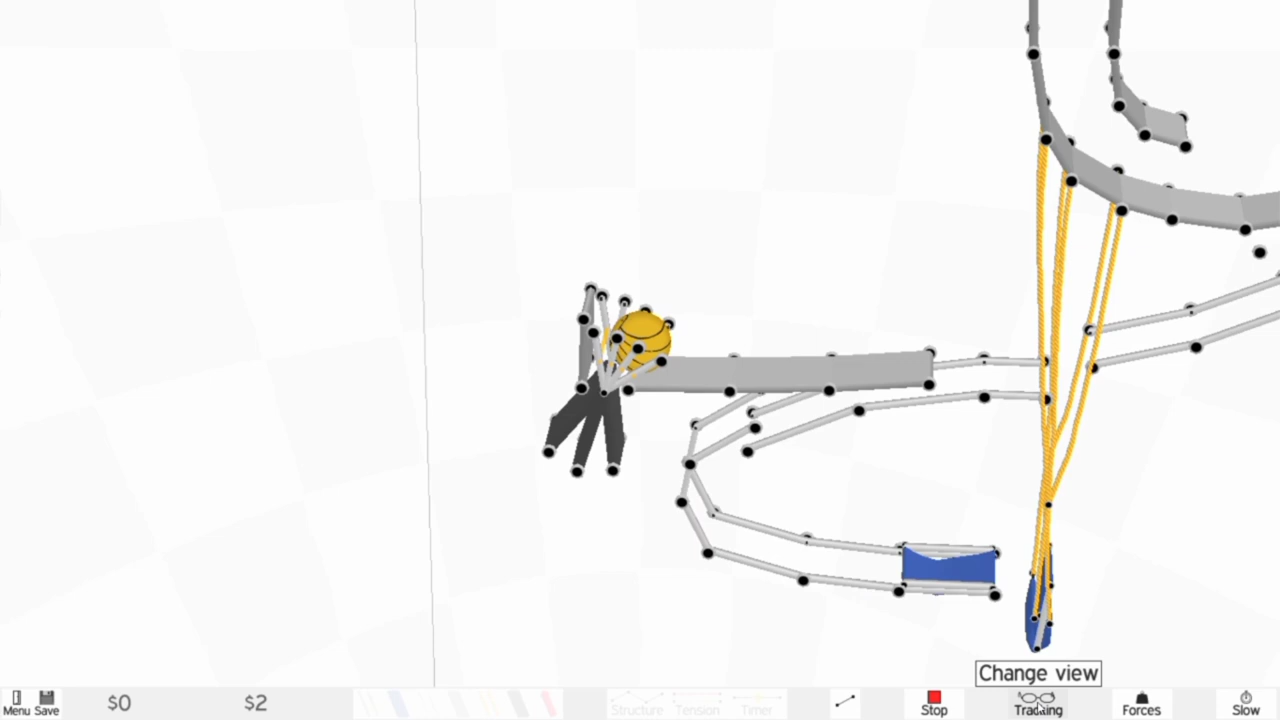 Change view
Menu Save $0 $2 Structure Tension Timer Stop Tracking Forces Slow